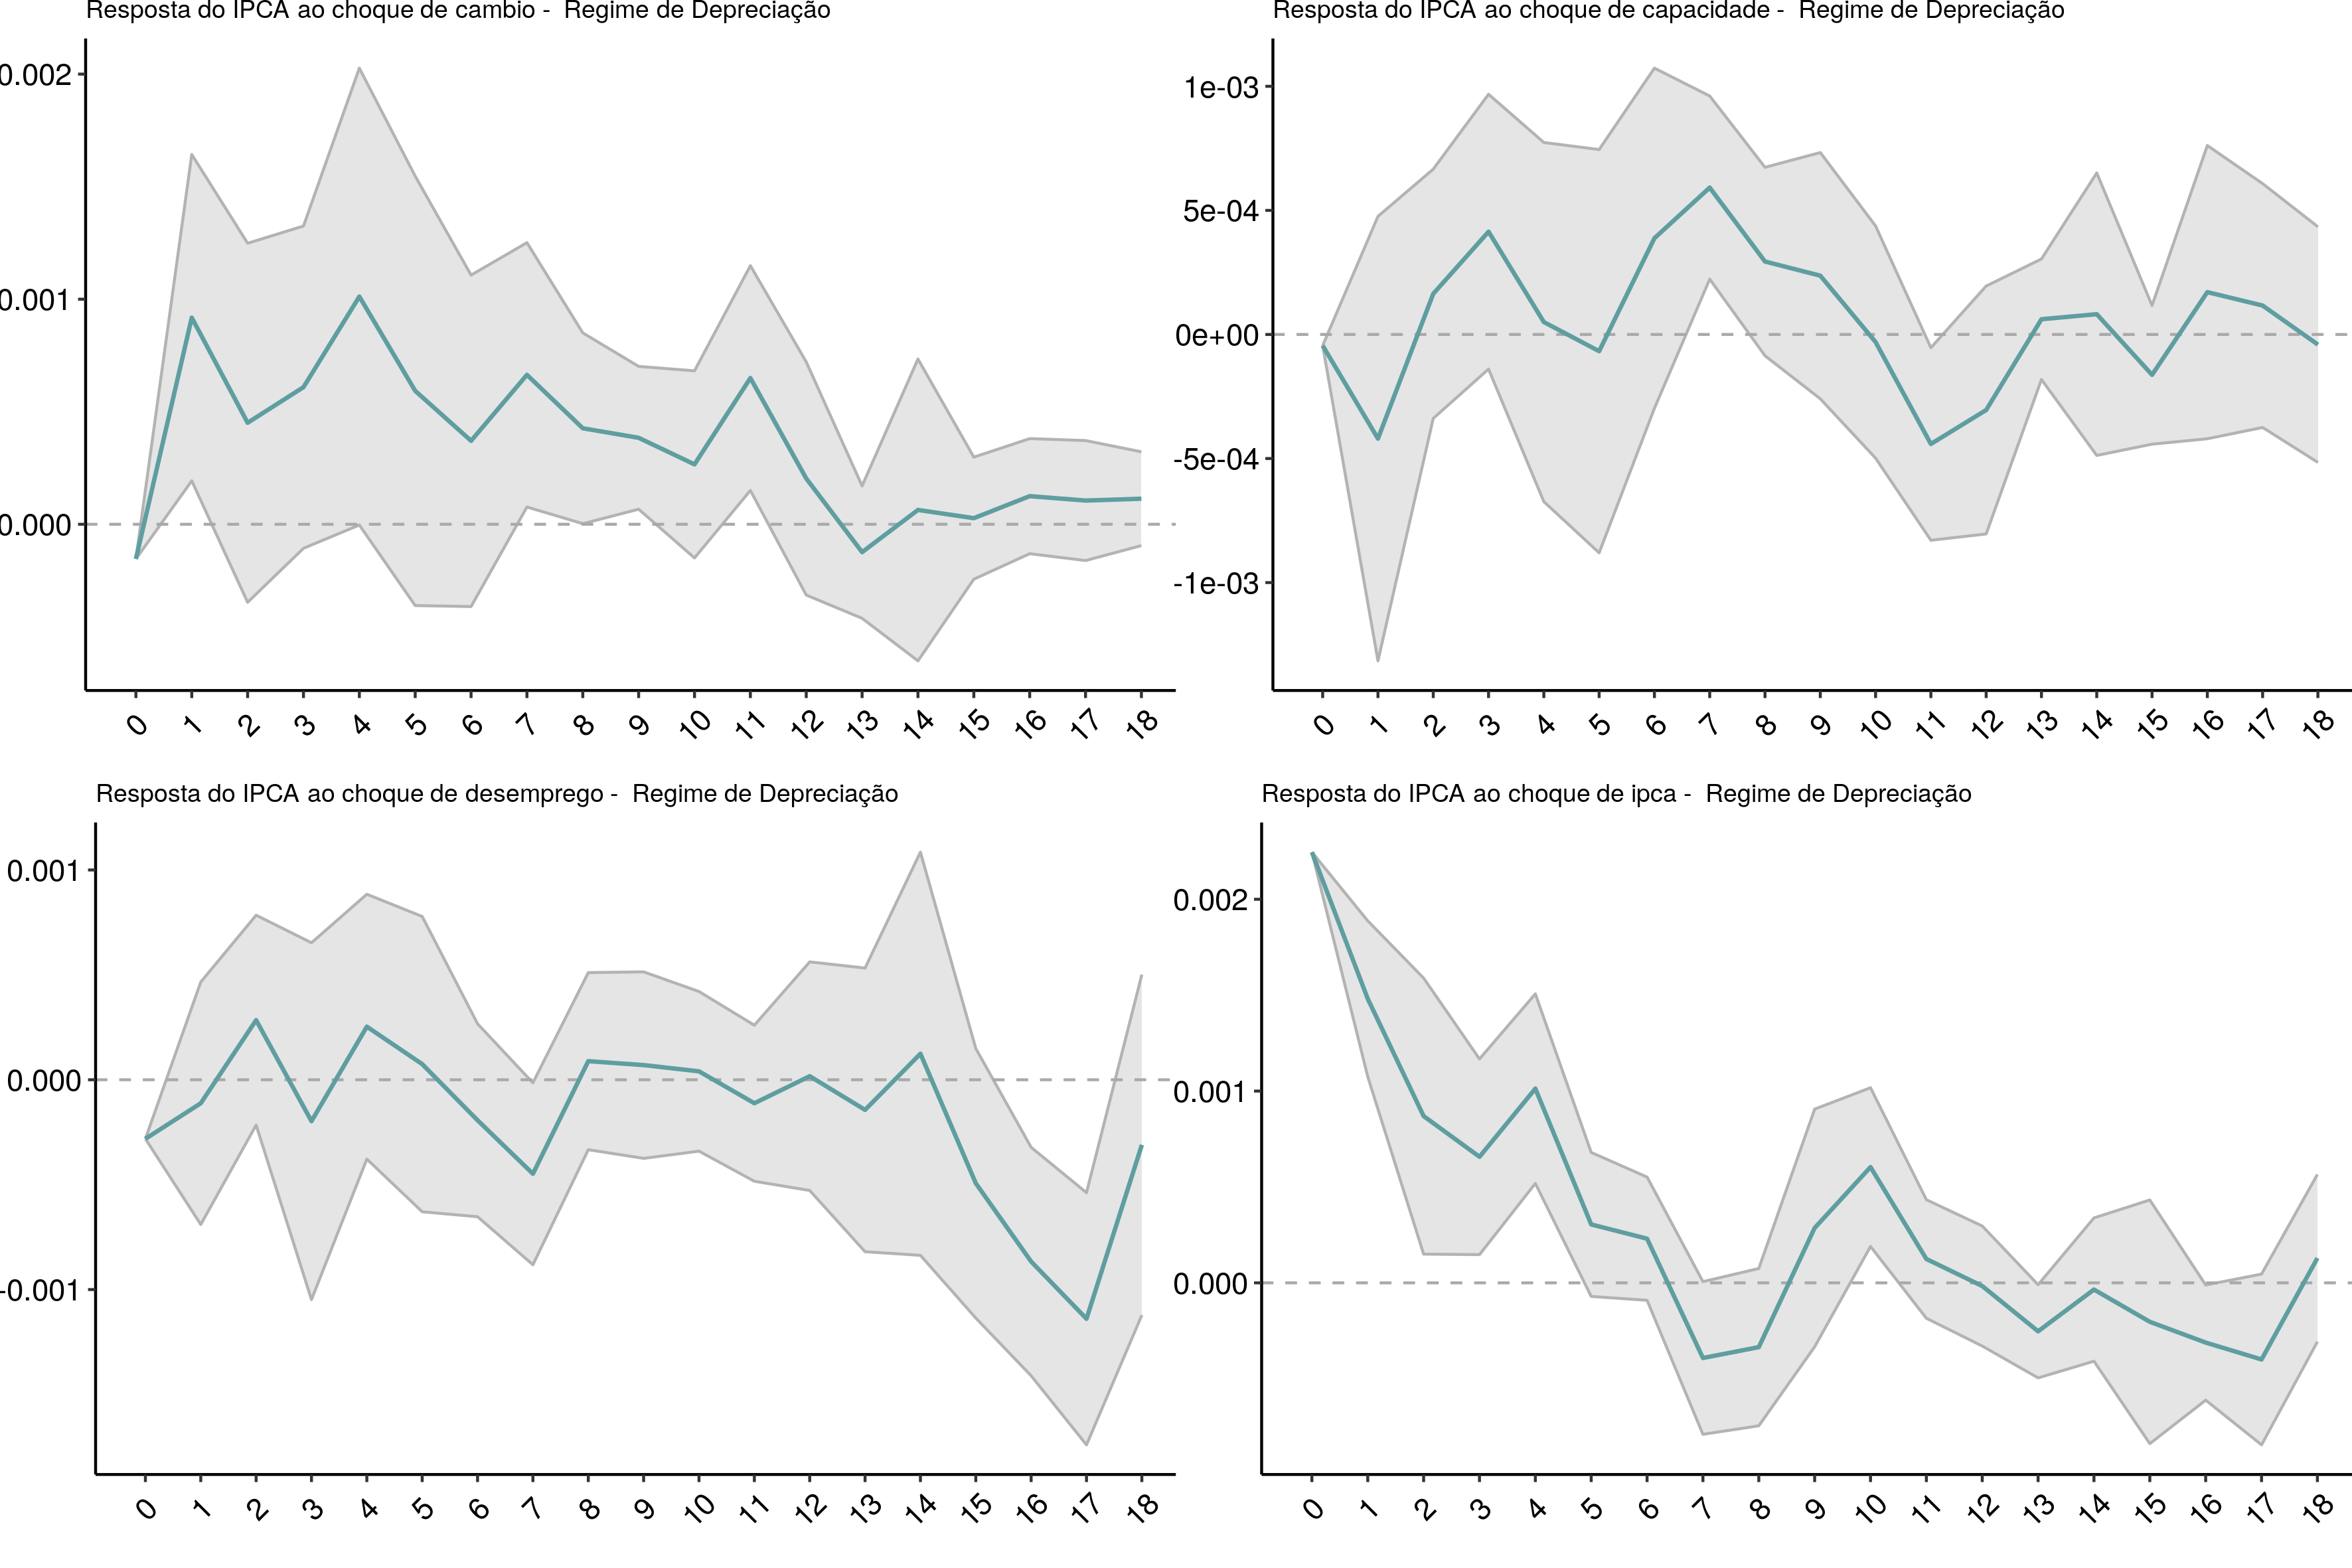 Resposta do IPCA ao choque de cambio -  Regime de Depreciação
0.002
0.001
0.000
0 1 2 3 4 5 6 7 8 9 10 11 12 13 14 15 16 17 18
Resposta do IPCA ao choque de capacidade -  Regime de Depreciação
1e-03
5e-04
0e+00
-5e-04
-1e-03
0 1 2 3 4 5 6 7 8 9 10 11 12 13 14 15 16 17 18
Resposta do IPCA ao choque de desemprego -  Regime de Depreciação
0.001
0.000
-0.001
0 1 2 3 4 5 6 7 8 9 10 11 12 13 14 15 16 17 18
Resposta do IPCA ao choque de ipca -  Regime de Depreciação
0.002
0.001
0.000
0 1 2 3 4 5 6 7 8 9 10 11 12 13 14 15 16 17 18